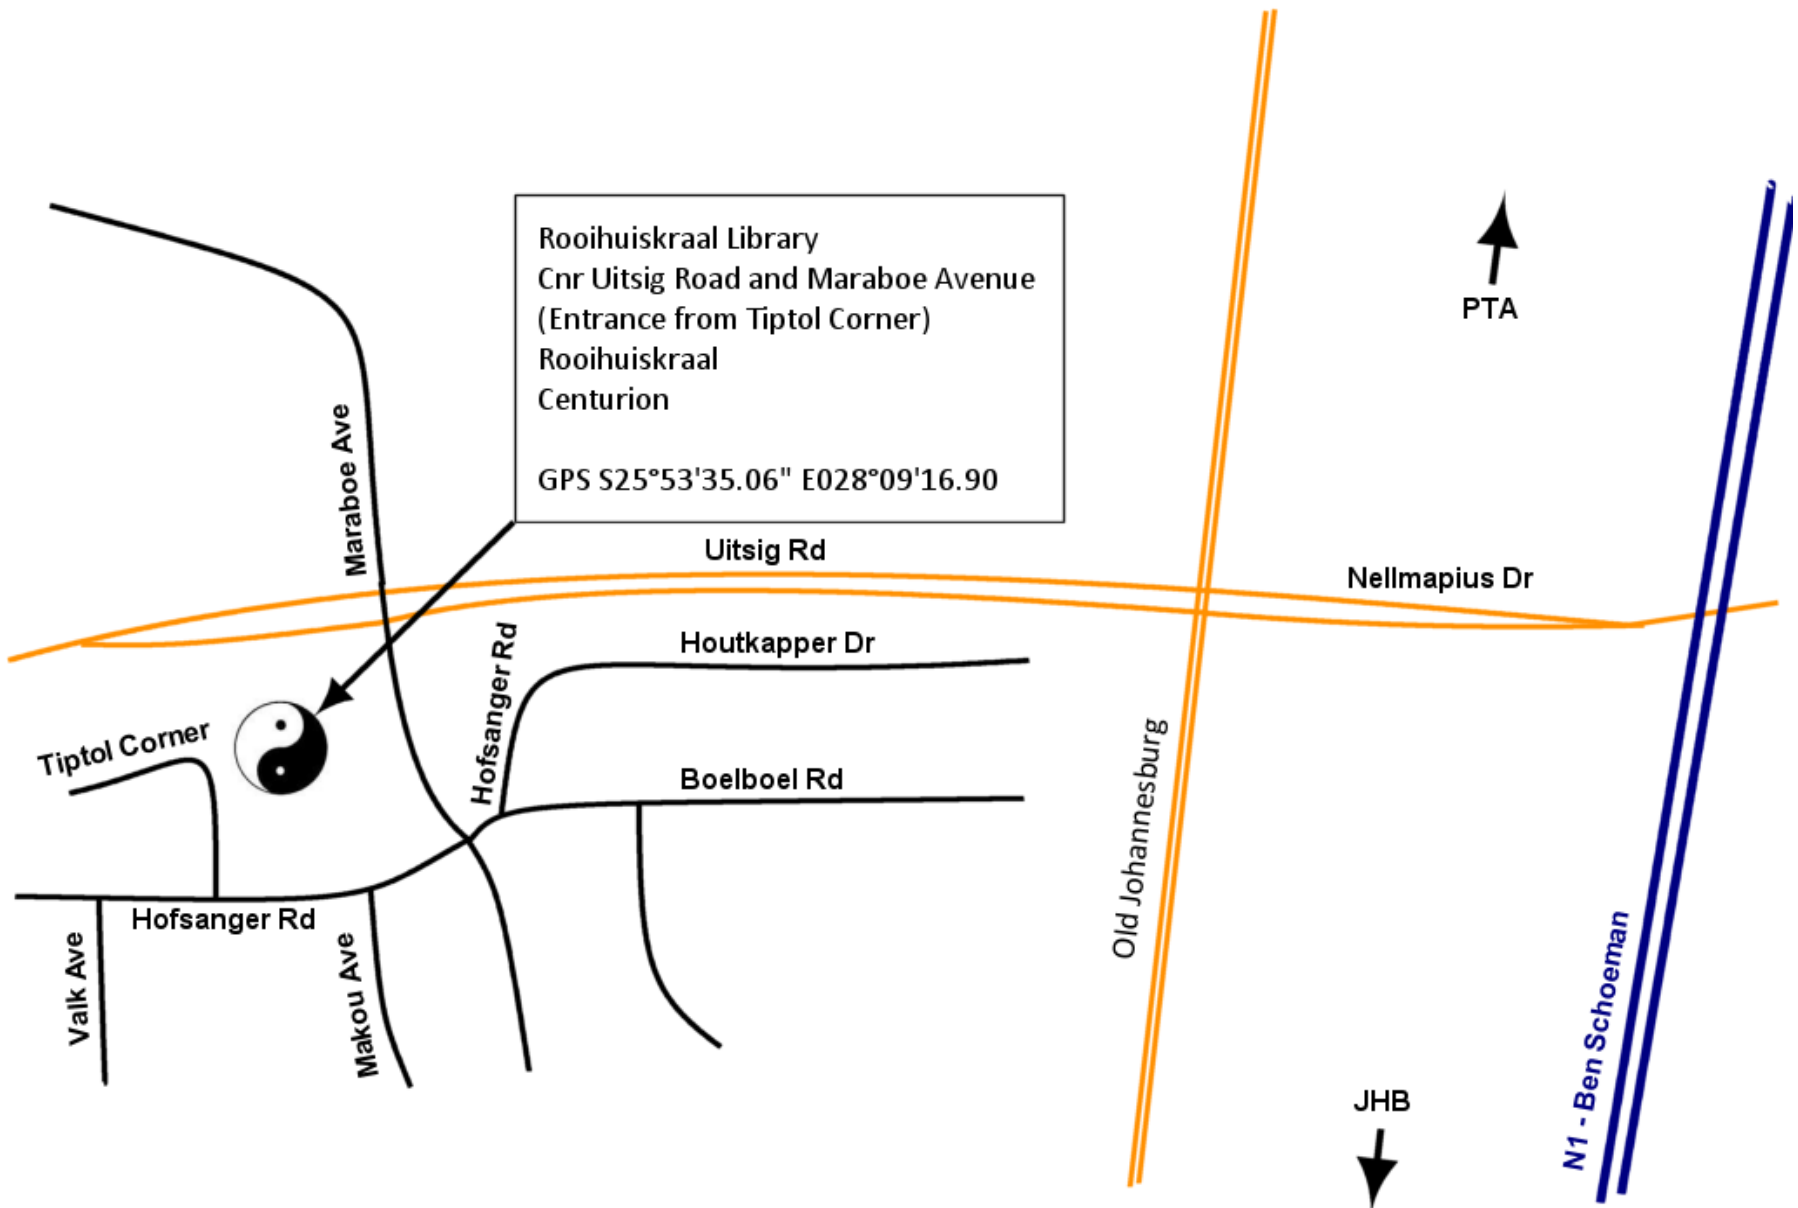 Rooihuiskraal Library
Cnr Uitsig Road and Maraboe Avenue
(Entrance from Tiptol Corner)
Rooihuiskraal
Centurion
GPS S25°53'35.06" E028°09'16.90
PTA
Maraboe Ave
Uitsig Rd
Nellmapius Dr
Houtkapper Dr
Hofsanger Rd
Tiptol Corner
Boelboel Rd
Old Johannesburg
Hofsanger Rd
Valk Ave
Makou Ave
N1 - Ben Schoeman
JHB